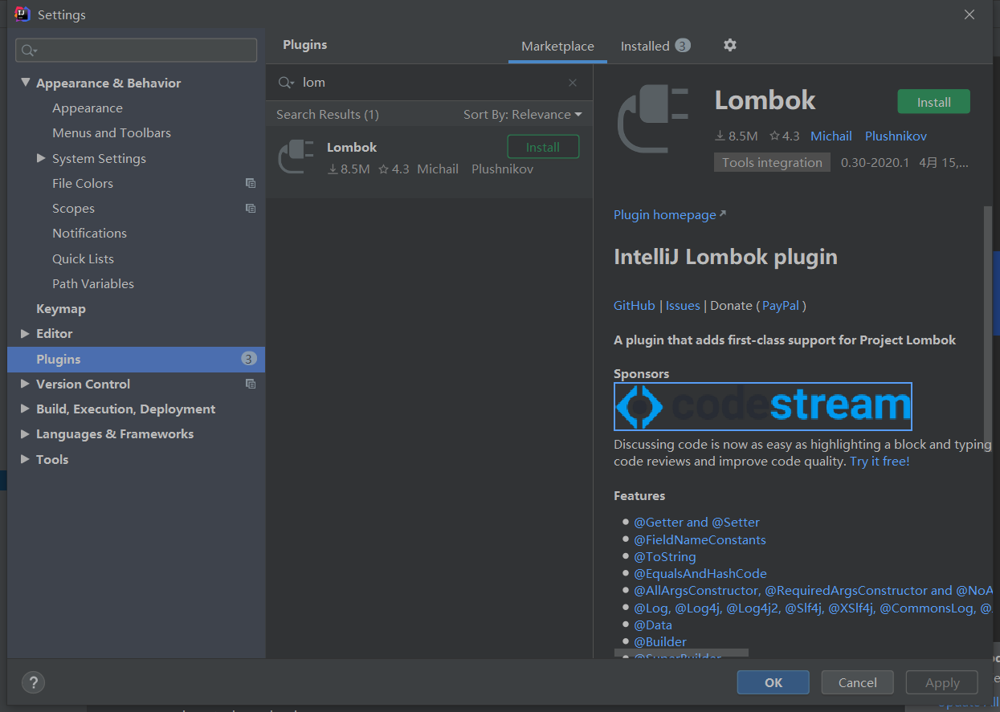 Settings
Plugins
Marketplace
Installed 3
Appearance & Behavior
Appearance
Menus and Toolbars
System Settings
File Colors
Scopes
Notifications
Quick Lists
Path Variables
Keymap
Editor
Plugins 3
Version Control
Build, Execution, Deployment
Languages & Frameworks
Tools
lom
Search Results (1)
Sort By: Relevance
Lombok
Install
8.5M 4.3 Michail Plushnikov
Lombok
Install
8.5M 4.3 Michail Plushnikov
Tools integration 0.30-2020.1 4月 15,...
Plugin homepage
IntelliJ Lombok plugin
GitHub | Issues | Donate ( PayPal )
A plugin that adds first-class support for Project Lombok
Sponsors
codestream
Discussing code is now as easy as highlighting a block and typing
code reviews and improve code quality. Try it free!
Features
@Getter and @Setter
@FieldNameConstants
@ToString
@EqualsAndHashCode
@AllArgsConstructor, @RequiredArgsConstructor and @NoA
@Log, @Log4j, @Log4j2, @Slf4j, @XSlf4j, @CommonsLog, @
@Data
@Builder
@SuperBuilder
?
OK
Cancel
Apply